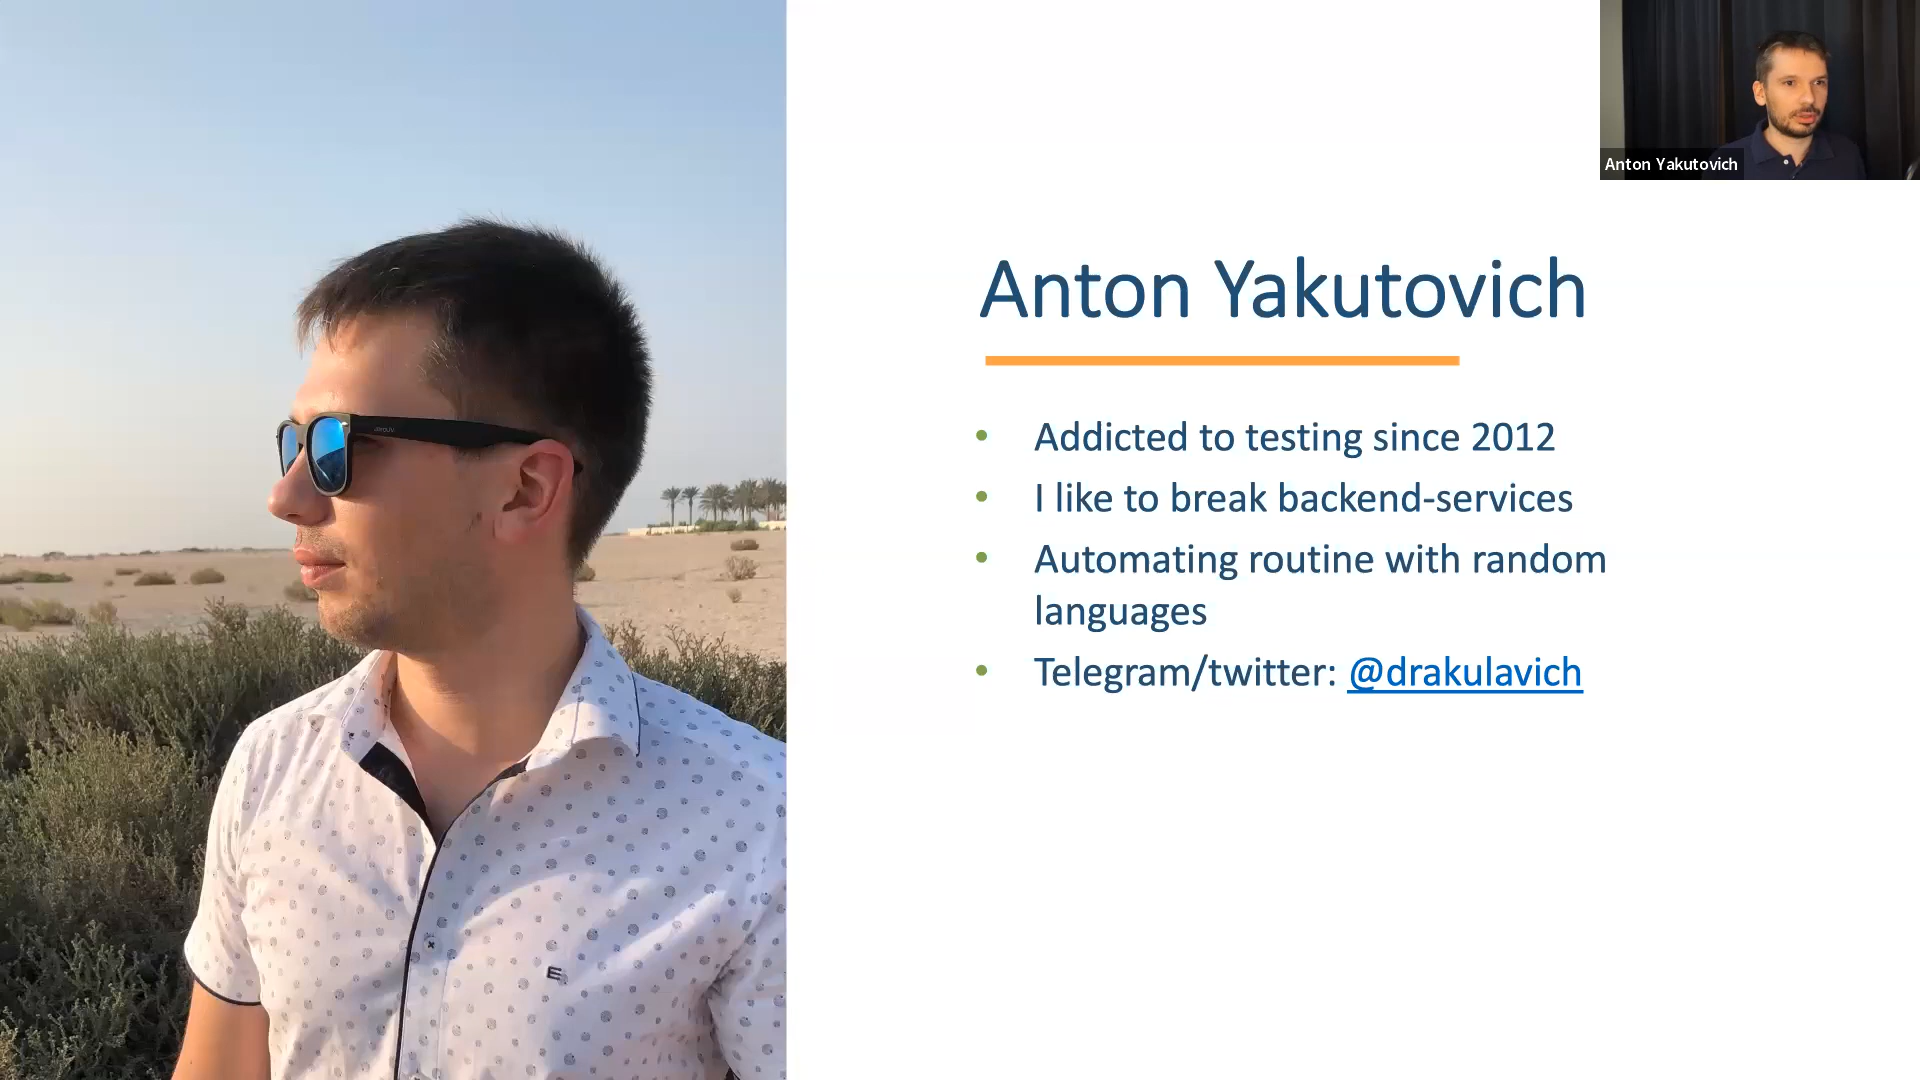 Anton Yakutovich
Anton Yakutovich
• Addicted to testing since 2012
• I like to break backend-services
• Automating routine with random
languages
• Telegram/twitter: @drakulavich
E